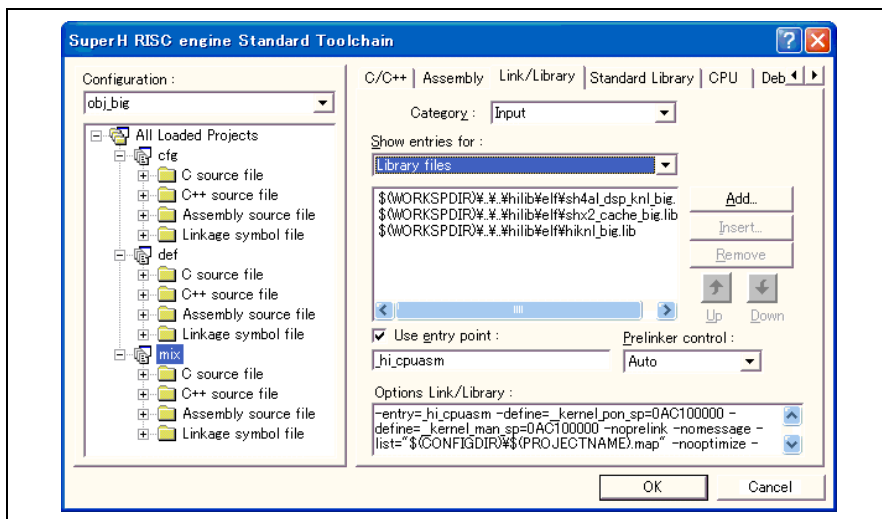 SuperH RISC engine Standard Toolchain
Configuration :
obj_big
All Loaded Projects
cfg
C source file
C++ source file
Assembly source file
Linkage symbol file
def
C source file
C++ source file
Assembly source file
Linkage symbol file
mix
C source file
C++ source file
Assembly source file
Linkage symbol file
C/C++ Assembly Link/Library Standard Library CPU Deb
Category : Input
Show entries for :
Library files
$(WORKSPDIR)¥..¥..¥hilib¥elf¥sh4al_dsp_knl_big.
$(WORKSPDIR)¥..¥..¥hilib¥elf¥shx2_cache_big.lib
$(WORKSPDIR)¥..¥..¥hilib¥elf¥hiknl_big.lib
Add...
Insert...
Remove
Up Down
Use entry point :
_hi_cpuasm
Prelinker control :
Auto
Options Link/Library :
-entry=_hi_cpuasm -define=__kernel_pon_sp=0AC100000 -
define=__kernel_man_sp=0AC100000 -noprelink -nomessage -
list="$(CONFIGDIR)¥$(PROJECTNAME).map" -nooptimize -
OK Cancel